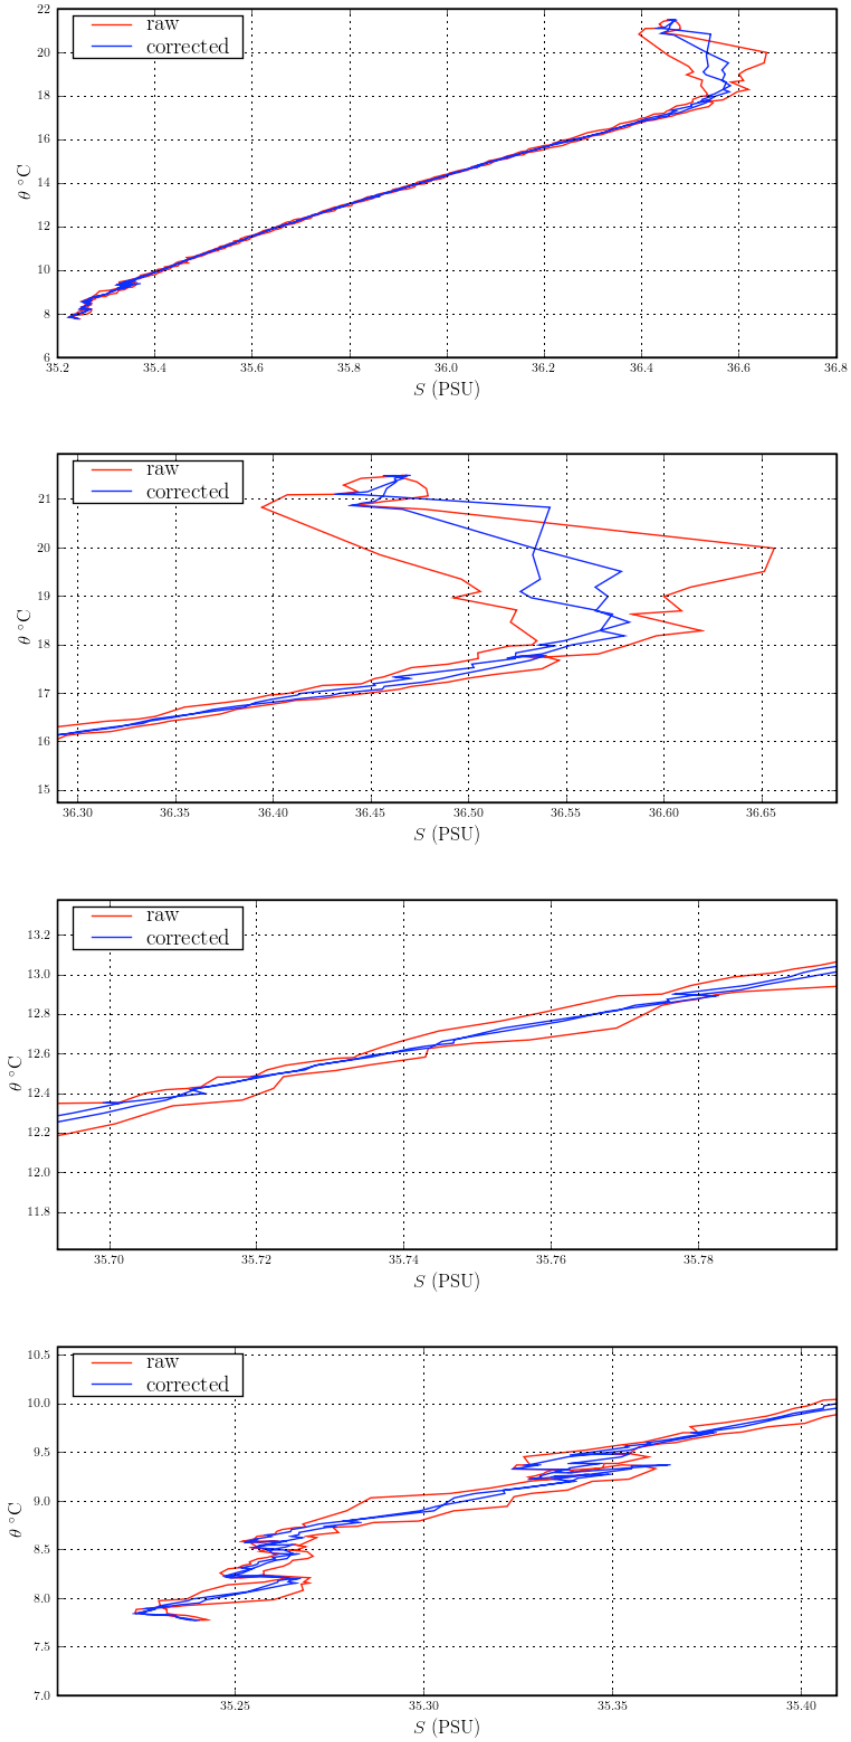 raw
corrected
22
20
18
16
14
12
10
8
6
θ °C
35.2 35.4 35.6 35.8 36.0 36.2 36.4 36.6 36.8
S (PSU)
raw
corrected
21
20
19
18
17
16
15
θ °C
36.30 36.35 36.40 36.45 36.50 36.55 36.60 36.65
S (PSU)
raw
corrected
13.2
13.0
12.8
12.6
12.4
12.2
12.0
11.8
θ °C
35.70 35.72 35.74 35.76 35.78
S (PSU)
raw
corrected
10.5
10.0
9.5
9.0
8.5
8.0
7.5
7.0
θ °C
35.25 35.30 35.35 35.40
S (PSU)